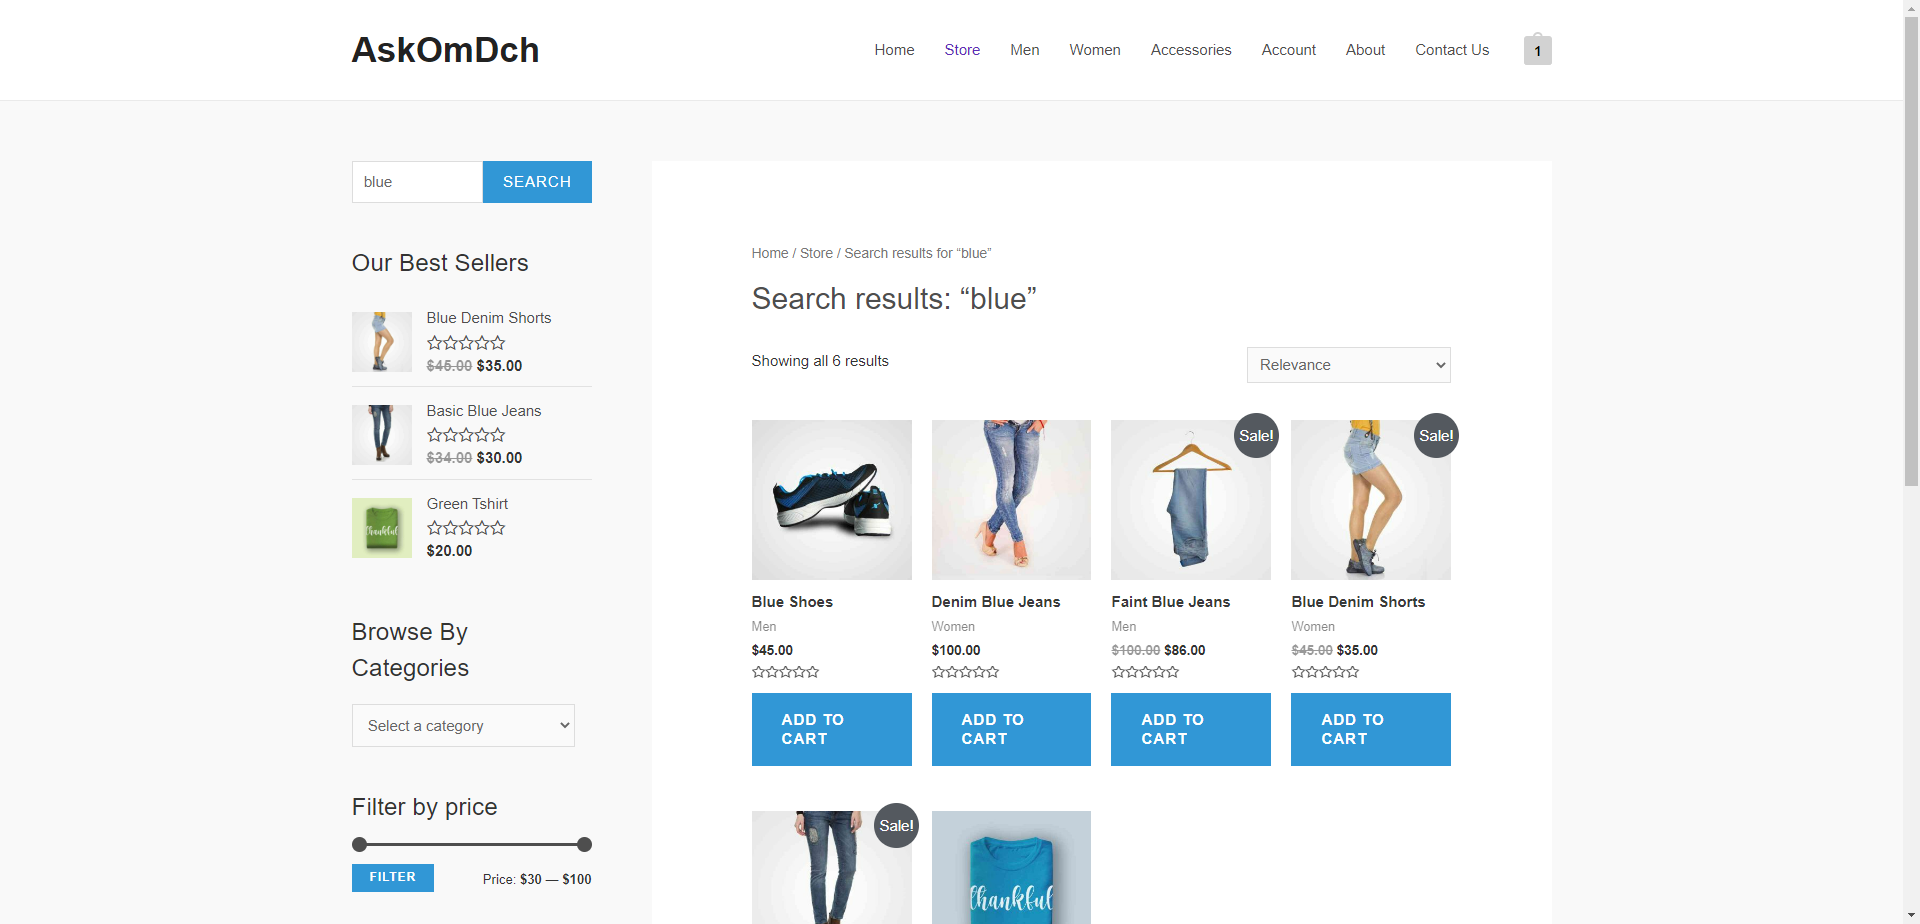 AskOmDch
Home
Store
Men
Women
Accessories
Account
About
Contact Us
1
blue
SEARCH
Our Best Sellers
Blue Denim Shorts
$45.00 $35.00
Basic Blue Jeans
$34.00 $30.00
Green Tshirt
$20.00
thankful
Browse By
Categories
Select a category
Filter by price
FILTER
Price: $30 — $100
Home / Store / Search results for “blue”
Search results: “blue”
Showing all 6 results
Relevance
Sale!
Sale!
Blue Shoes
Men
$45.00
ADD TO
CART
Denim Blue Jeans
Women
$100.00
ADD TO
CART
Faint Blue Jeans
Men
$100.00 $86.00
ADD TO
CART
Blue Denim Shorts
Women
$45.00 $35.00
ADD TO
CART
Sale!
thankful